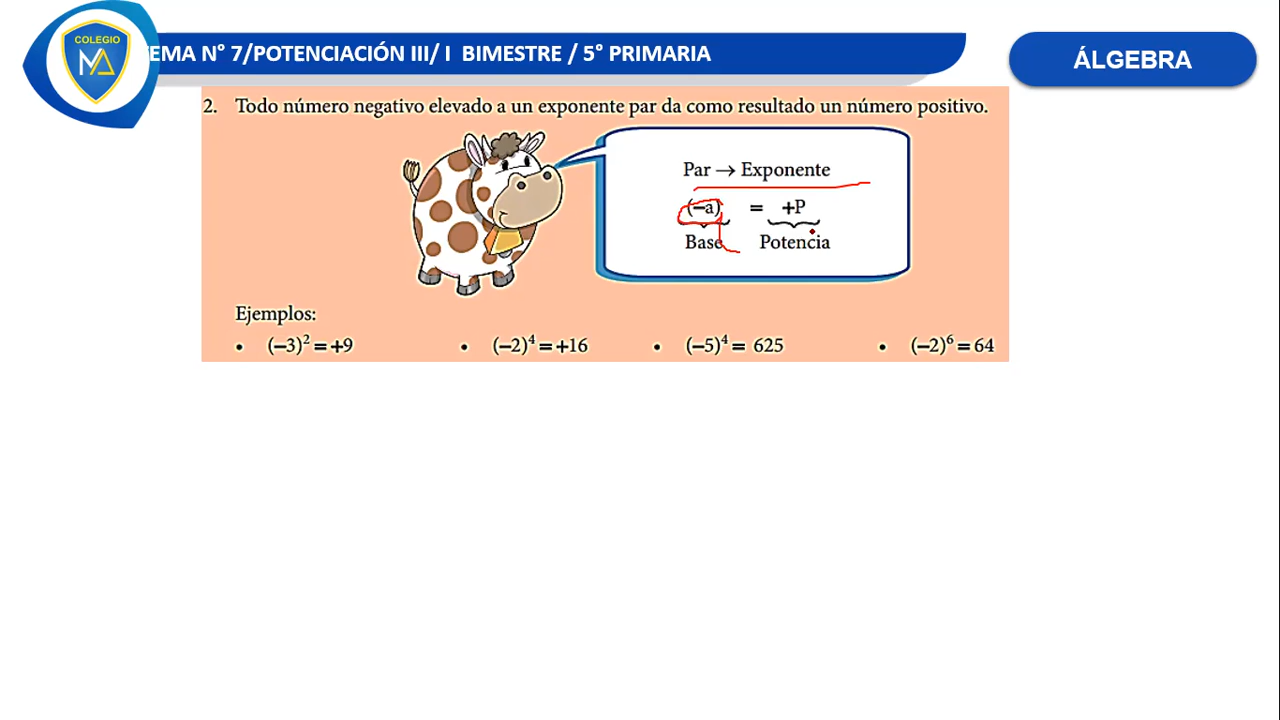 COLEGIO
TEMA N° 7/POTENCIACIÓN III/ I BIMESTRE / 5° PRIMARIA
ÁLGEBRA
2. Todo número negativo elevado a un exponente par da como resultado un número positivo.
Par → Exponente
(−a) = +P
Base Potencia
Ejemplos:
• (−3)² = +9 • (−2)⁴ = +16 • (−5)⁴ = 625 • (−2)⁶ = 64